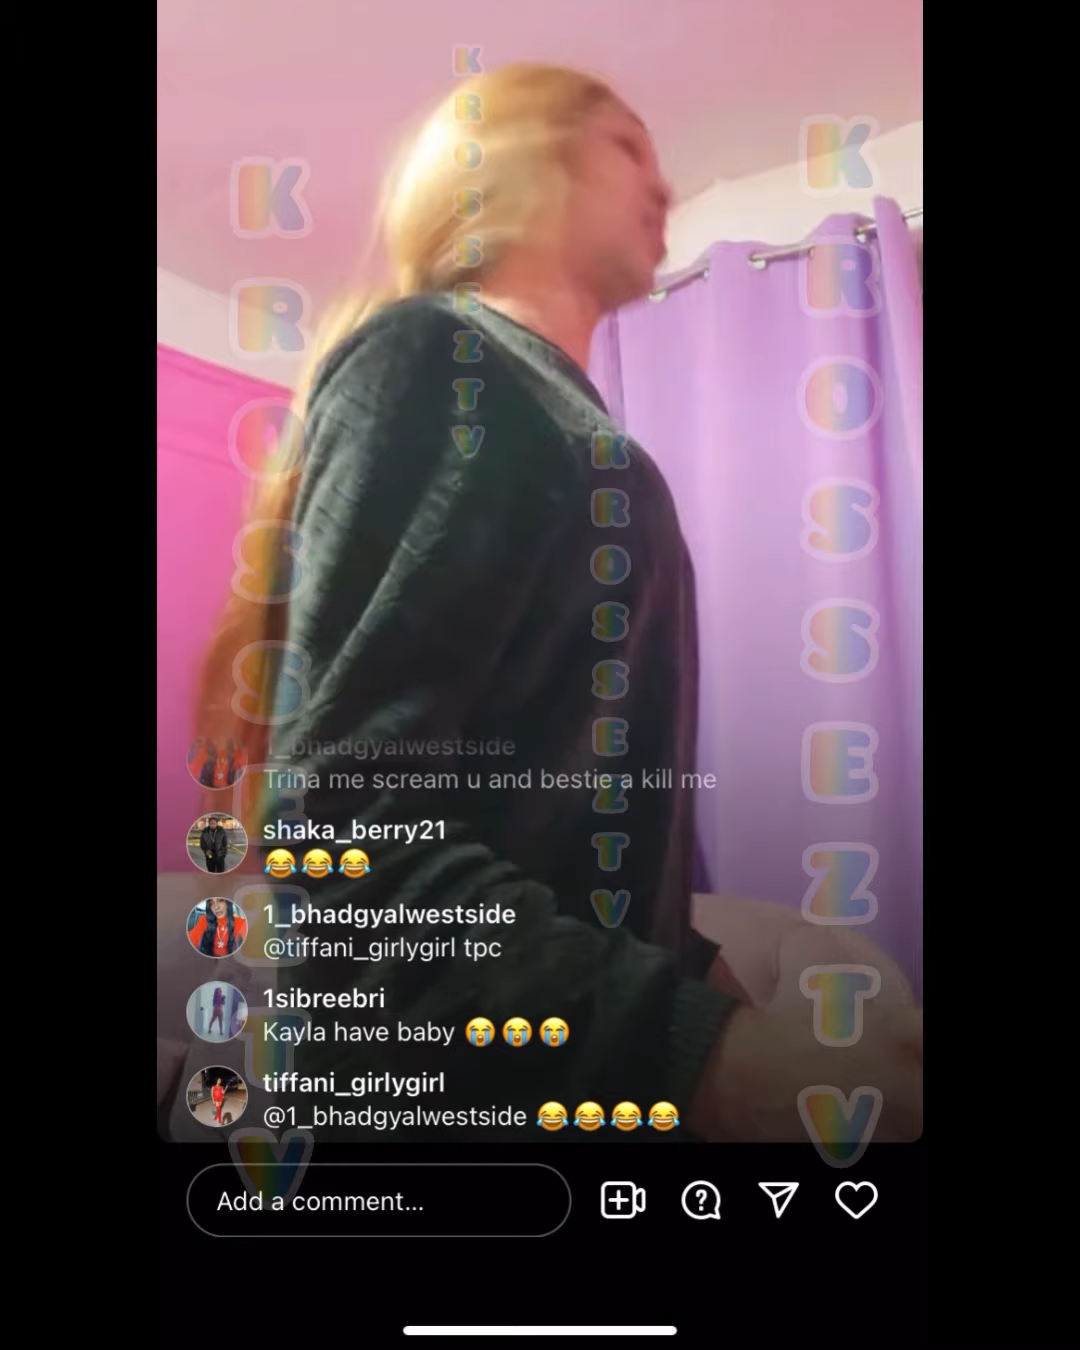 KROSSEZTV
KROSSEZTV
KROSSEZTV
KROSSEZTV
1_bhadgyalwestside
Trina me scream u and bestie a kill me
shaka_berry21
😂😂😂
1_bhadgyalwestside
@tiffani_girlygirl tpc
1sibreebri
Kayla have baby 😭😭😭
tiffani_girlygirl
@1_bhadgyalwestside 😂😂😂😂
Add a comment...